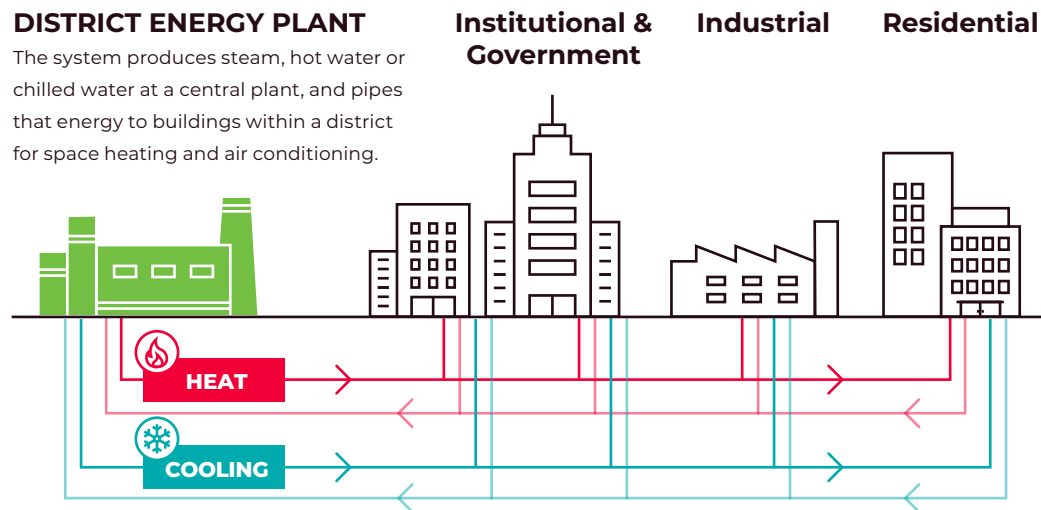 DISTRICT ENERGY PLANT
The system produces steam, hot water or
chilled water at a central plant, and pipes
that energy to buildings within a district
for space heating and air conditioning.
Institutional &
Government
Industrial
Residential
HEAT
COOLING